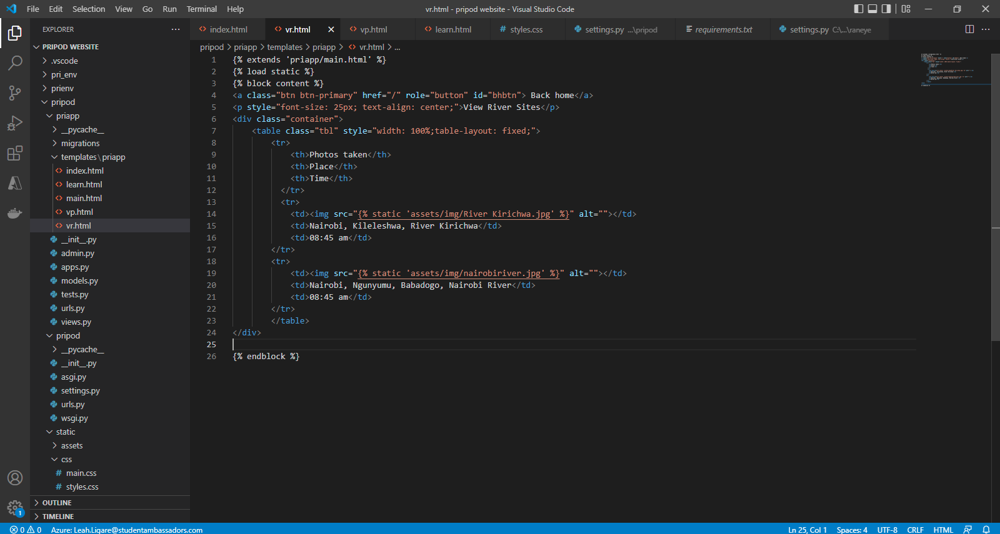 File Edit Selection View Go Run Terminal Help
vr.html - pripod website - Visual Studio Code
EXPLORER
index.html
vr.html
vp.html
learn.html
# styles.css
settings.py ...\pripod
requirements.txt
settings.py C:\...\raneye
pripod > priapp > templates > priapp > <> vr.html > ...
PRIPOD WEBSITE
.vscode
pri_env
prienv
pripod
priapp
__pycache__
migrations
templates\priapp
index.html
learn.html
main.html
vp.html
vr.html
__init__.py
admin.py
apps.py
models.py
tests.py
urls.py
views.py
pripod
__pycache__
__init__.py
asgi.py
settings.py
urls.py
wsgi.py
static
assets
css
# main.css
# styles.css
OUTLINE
TIMELINE
1 {% extends 'priapp/main.html' %}
2 {% load static %}
3 {% block content %}
4 <a class="btn btn-primary" href="/" role="button" id="bhbtn"> Back home</a>
5 <p style="font-size: 25px; text-align: center;">View River Sites</p>
6 <div class="container">
7 <table class="tbl" style="width: 100%;table-layout: fixed;">
8 <tr>
9 <th>Photos taken</th>
10 <th>Place</th>
11 <th>Time</th>
12 </tr>
13 <tr>
14 <td><img src="{% static 'assets/img/River Kirichwa.jpg' %}" alt=""></td>
15 <td>Nairobi, Kileleshwa, River Kirichwa</td>
16 <td>08:45 am</td>
17 </tr>
18 <tr>
19 <td><img src="{% static 'assets/img/nairobiriver.jpg' %}" alt=""></td>
20 <td>Nairobi, Ngunyumu, Babadogo, Nairobi River</td>
21 <td>08:45 am</td>
22 </tr>
23 </table>
24 </div>
25
26 {% endblock %}
1
0 0 Azure: Leah.Ligare@studentambassadors.com
Ln 25, Col 1 Spaces: 4 UTF-8 CRLF HTML